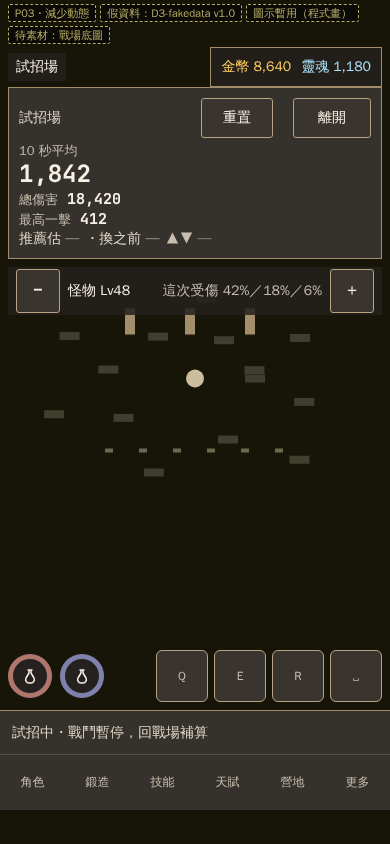 P03・減少動態 假資料：D3-fakedata v1.0 圖示暫用（程式畫）
待素材：戰場底圖
試招場 金幣 8,640 靈魂 1,180
試招場 重置 離開
10 秒平均
1,842
總傷害 18,420
最高一擊 412
推薦估 — ・換之前 — ▲▼ —
− 怪物 Lv48 這次受傷 42%／18%／6% ＋
Q E R ⎵
試招中・戰鬥暫停，回戰場補算
角色 鍛造 技能 天賦 營地 更多